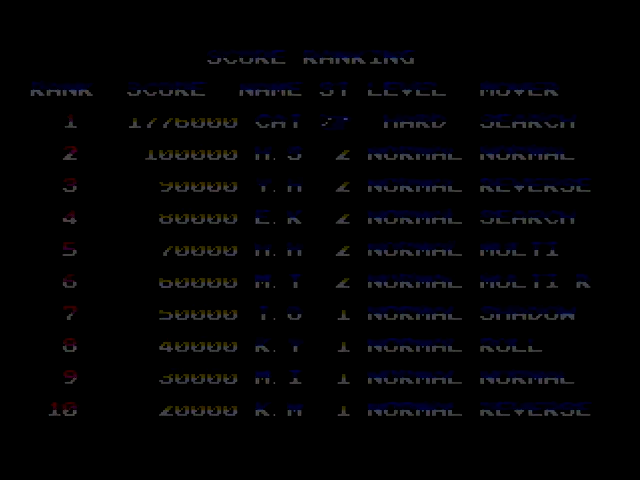 SCORE RANKING
RANK SCORE NAME ST LEVEL MOVER
1 1776000 CAT HARD SEARCH
2 100000 2 NORMAL NORMAL
3 90000 2 NORMAL REVERSE
4 80000 E.K 2 NORMAL SEARCH
5 70000 2 NORMAL MULTI
6 60000 2 NORMAL MULTI R
7 50000 1 NORMAL SHADOW
8 40000 1 NORMAL ROLL
9 30000 M.I 1 NORMAL NORMAL
10 20000 K.M 1 NORMAL REVERSE